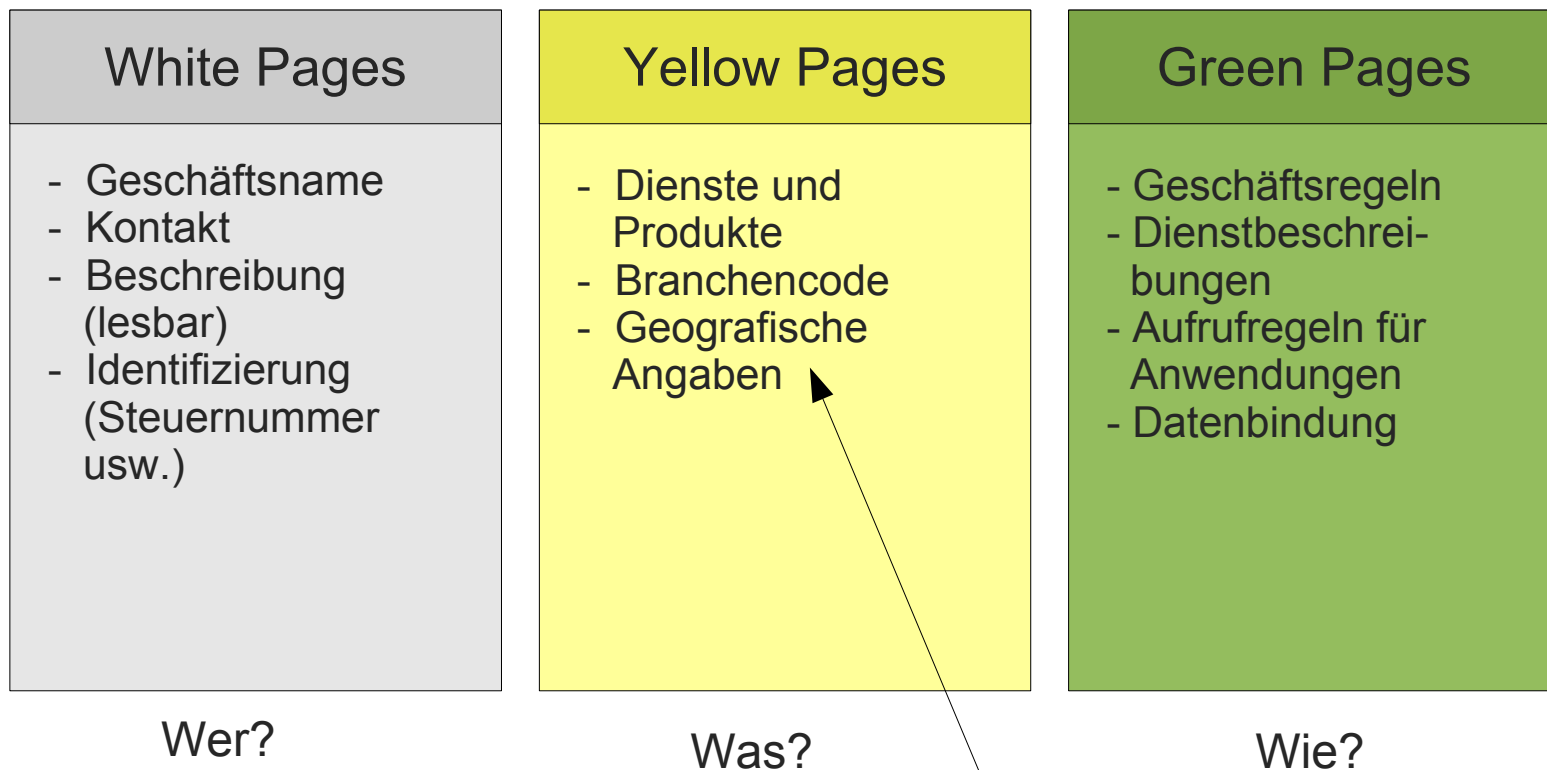 White Pages
- Geschäftsname
- Kontakt
- Beschreibung
(lesbar)
- Identifizierung
(Steuernummer
usw.)
Wer?
Yellow Pages
- Dienste und
Produkte
- Branchencode
- Geografische
Angaben
Was?
Green Pages
- Geschäftsregeln
- Dienstbeschrei-
bungen
- Aufrufregeln für
Anwendungen
- Datenbindung
Wie?